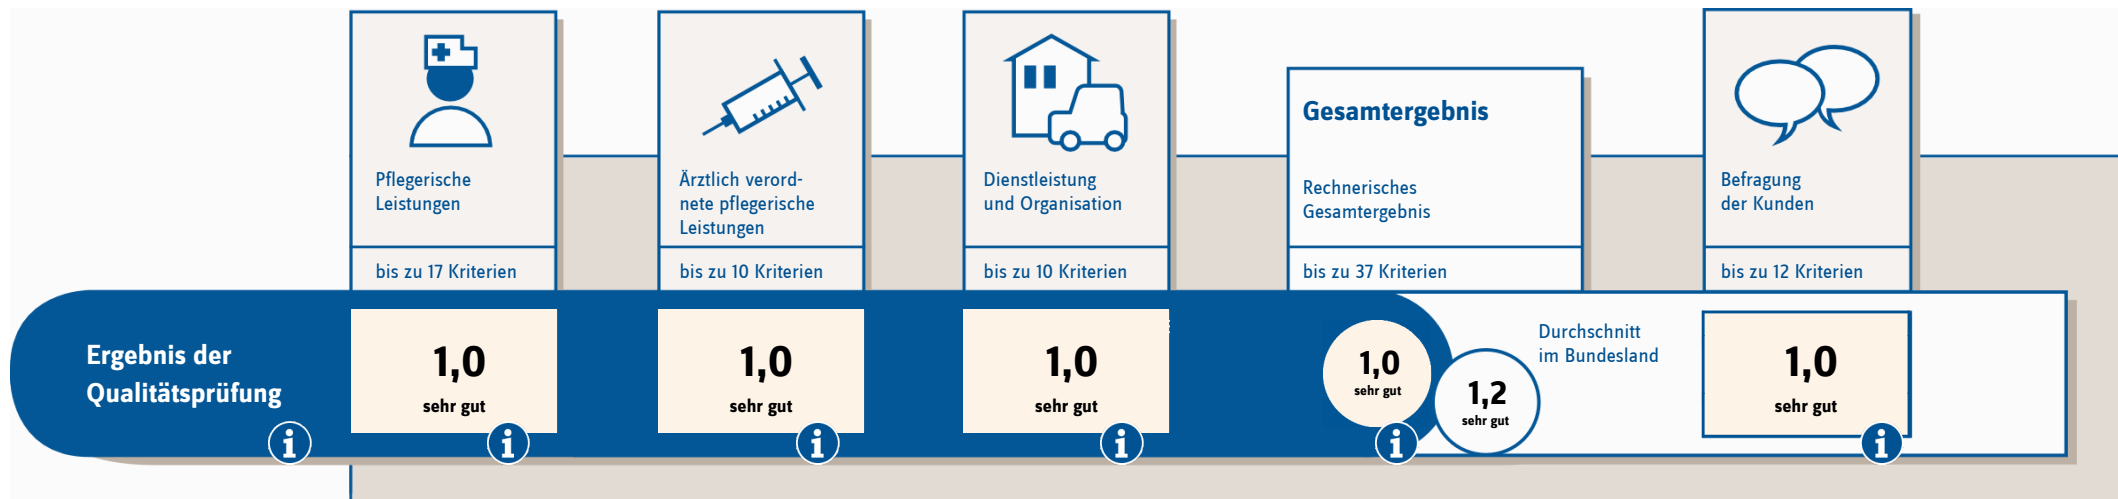 Pflegerische
Leistungen
bis zu 17 Kriterien
Ärztlich verord-
nete pflegerische
Leistungen
bis zu 10 Kriterien
Dienstleistung
und Organisation
bis zu 10 Kriterien
Gesamtergebnis
Rechnerisches
Gesamtergebnis
bis zu 37 Kriterien
Befragung
der Kunden
bis zu 12 Kriterien
Ergebnis der
Qualitätsprüfung
i
1,0
sehr gut
i
1,0
sehr gut
i
1,0
sehr gut
i
1,0
sehr gut
i
1,2
sehr gut
Durchschnitt
im Bundesland
1,0
sehr gut
i